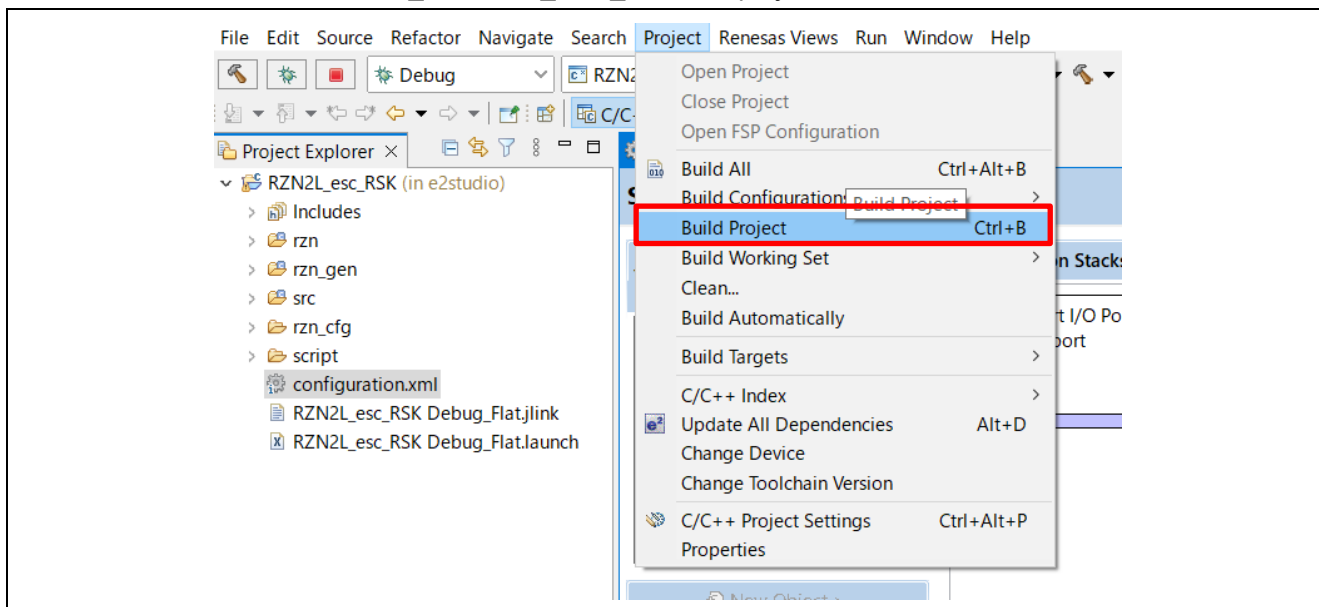 File Edit Source Refactor Navigate Search Project Renesas Views Run Window Help
Debug
RZN2
Open Project
Close Project
Open FSP Configuration
C/C
Project Explorer
Build All Ctrl+Alt+B
RZN2L_esc_RSK (in e2studio)
Build Configurations
Build Project
Includes
Build Project Ctrl+B
rzn
Build Working Set
n Stacks
rzn_gen
Clean...
src
Build Automatically
rt I/O Po
port
rzn_cfg
script
Build Targets
configuration.xml
C/C++ Index
RZN2L_esc_RSK Debug_Flat.jlink
Update All Dependencies Alt+D
RZN2L_esc_RSK Debug_Flat.launch
Change Device
Change Toolchain Version
C/C++ Project Settings Ctrl+Alt+P
Properties
New Object >